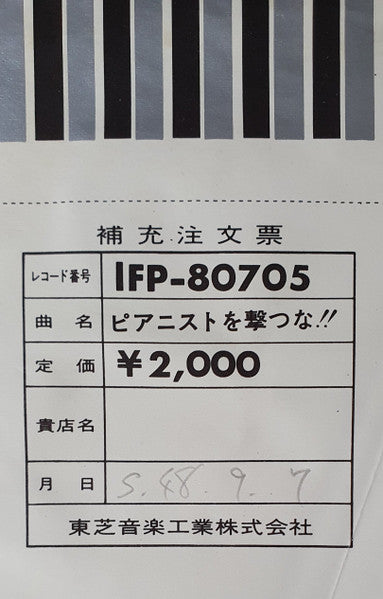 補充注文票
レコード番号 IFP-80705
曲名 ピアニストを撃つな!!
定価 ¥2,000
貴店名
月日 S.48.9.7
東芝音楽工業株式会社